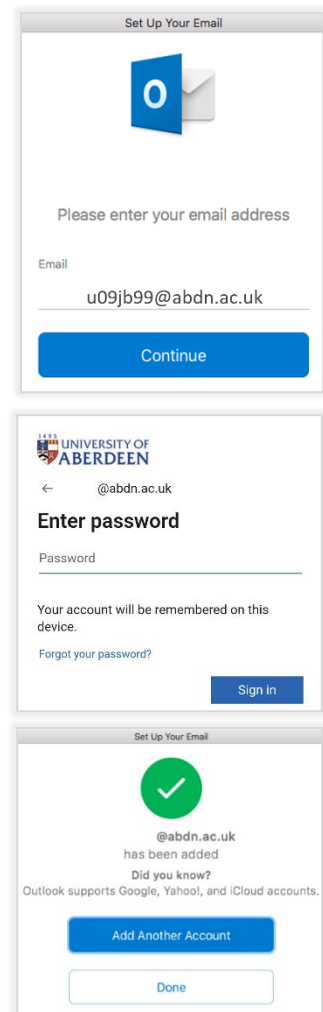 Set Up Your Email
O
Please enter your email address
Email
u09jb99@abdn.ac.uk
Continue
1495
UNIVERSITY OF
ABERDEEN
← @abdn.ac.uk
Enter password
Password
Your account will be remembered on this
device.
Forgot your password?
Sign in
Set Up Your Email
@abdn.ac.uk
has been added
Did you know?
Outlook supports Google, Yahoo!, and iCloud accounts.
Add Another Account
Done